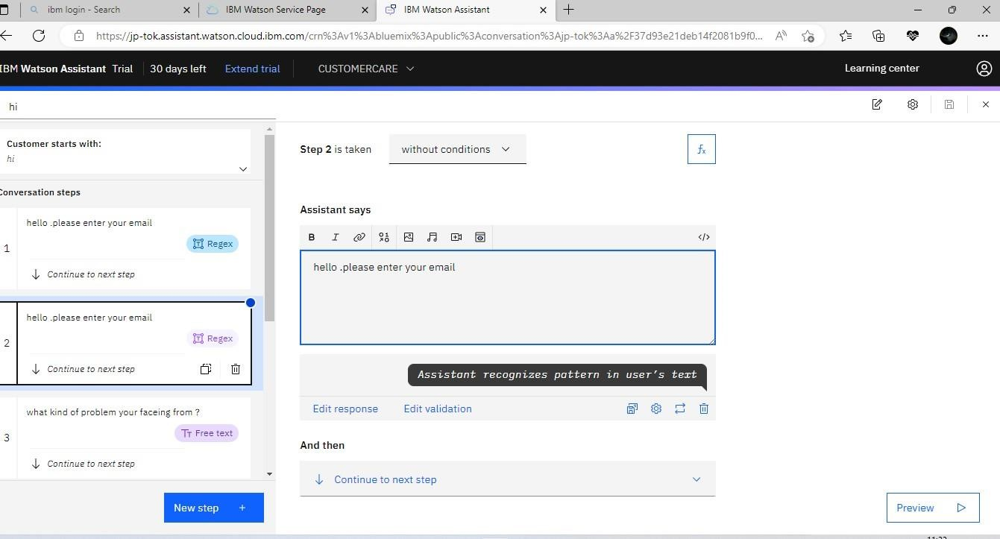 ibm login - Search
IBM Watson Service Page
IBM Watson Assistant
https://jp-tok.assistant.watson.cloud.ibm.com/crn%3Av1%3Abluemix%3Apublic%3Aconversation%3Ajp-tok%3Aa%2F37d93e21deb14f2081b9f0...
IBM Watson Assistant Trial
30 days left
Extend trial
CUSTOMERCARE
Learning center
hi
Customer starts with:
hi
Conversation steps
1
hello .please enter your email
Regex
Continue to next step
2
hello .please enter your email
Regex
Continue to next step
3
what kind of problem your faceing from ?
Free text
Continue to next step
New step +
Step 2 is taken
without conditions
fx
Assistant says
B I
</>
hello .please enter your email
Assistant recognizes pattern in user's text
Edit response
Edit validation
And then
Continue to next step
Preview